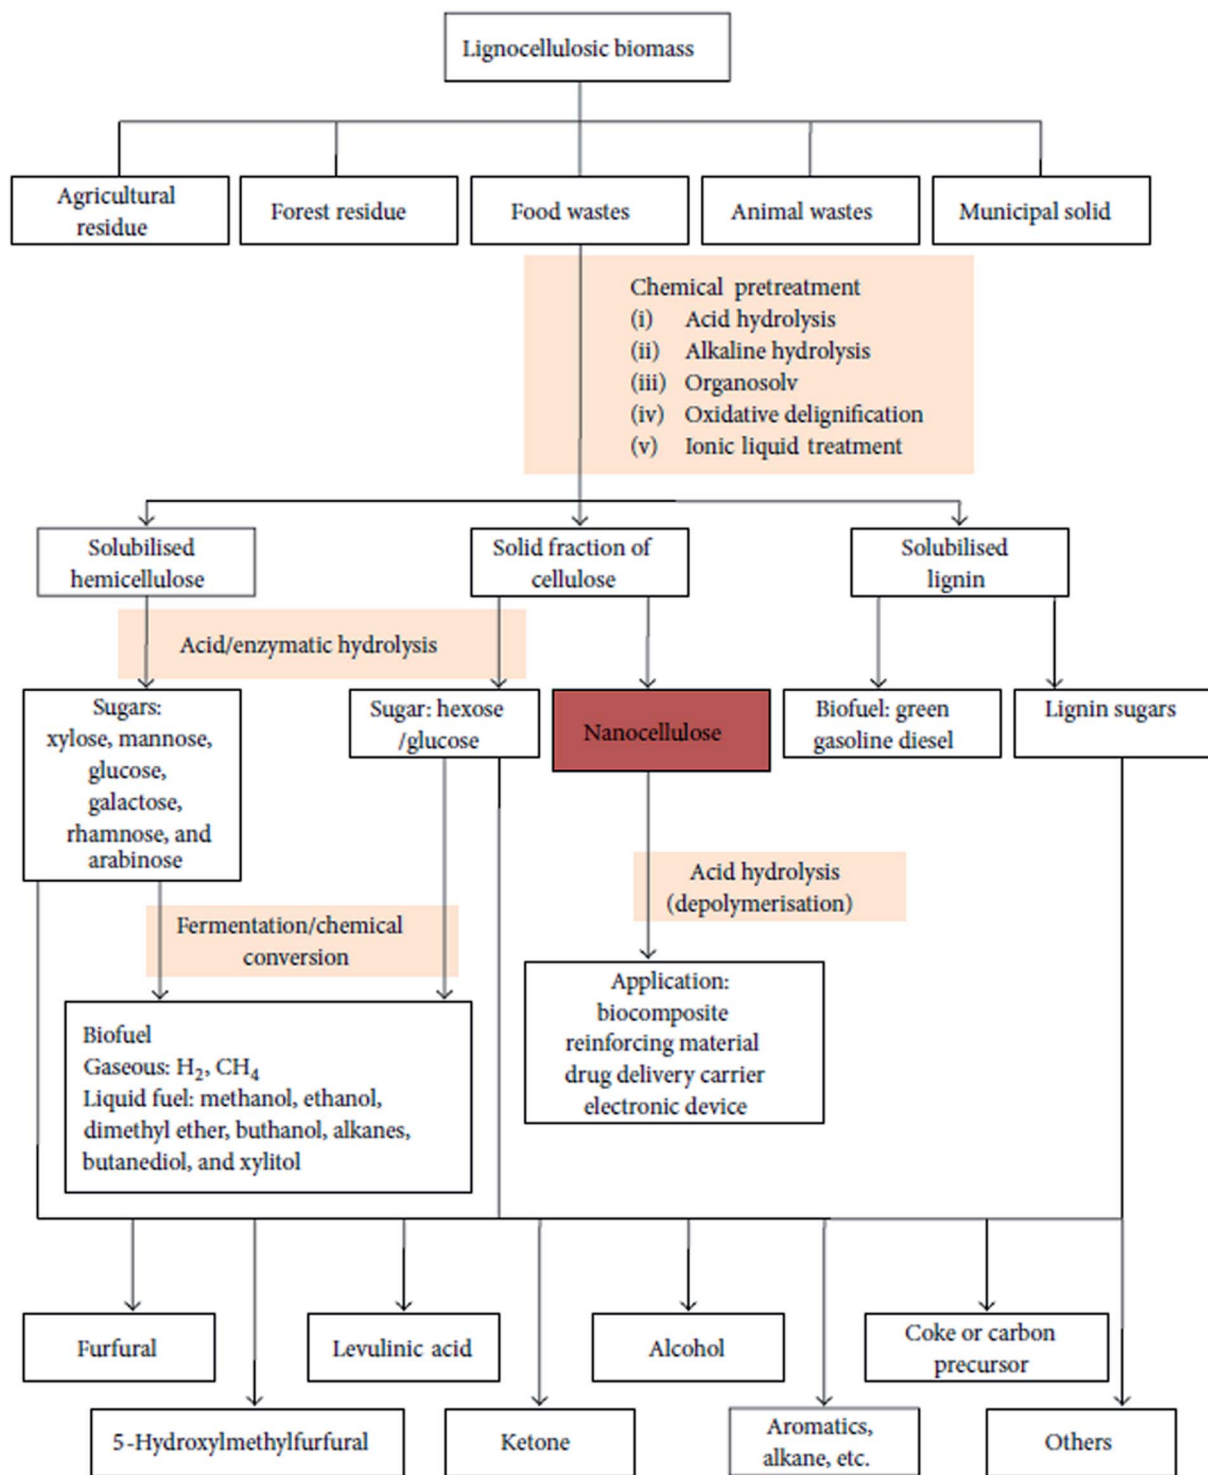 Lignocellulosic biomass
Agricultural
residue
Forest residue
Food wastes
Animal wastes
Municipal solid
Chemical pretreatment
(i) Acid hydrolysis
(ii) Alkaline hydrolysis
(iii) Organosolv
(iv) Oxidative delignification
(v) Ionic liquid treatment
Solubilised
hemicellulose
Solid fraction of
cellulose
Solubilised
lignin
Acid/enzymatic hydrolysis
Sugars:
xylose, mannose,
glucose,
galactose,
rhamnose, and
arabinose
Sugar: hexose
/glucose
Nanocellulose
Biofuel: green
gasoline diesel
Lignin sugars
Acid hydrolysis
(depolymerisation)
Fermentation/chemical
conversion
Application:
biocomposite
reinforcing material
drug delivery carrier
electronic device
Biofuel
Gaseous: H₂, CH₄
Liquid fuel: methanol, ethanol,
dimethyl ether, buthanol, alkanes,
butanediol, and xylitol
Furfural
Levulinic acid
Alcohol
Coke or carbon
precursor
5-Hydroxylmethylfurfural
Ketone
Aromatics,
alkane, etc.
Others